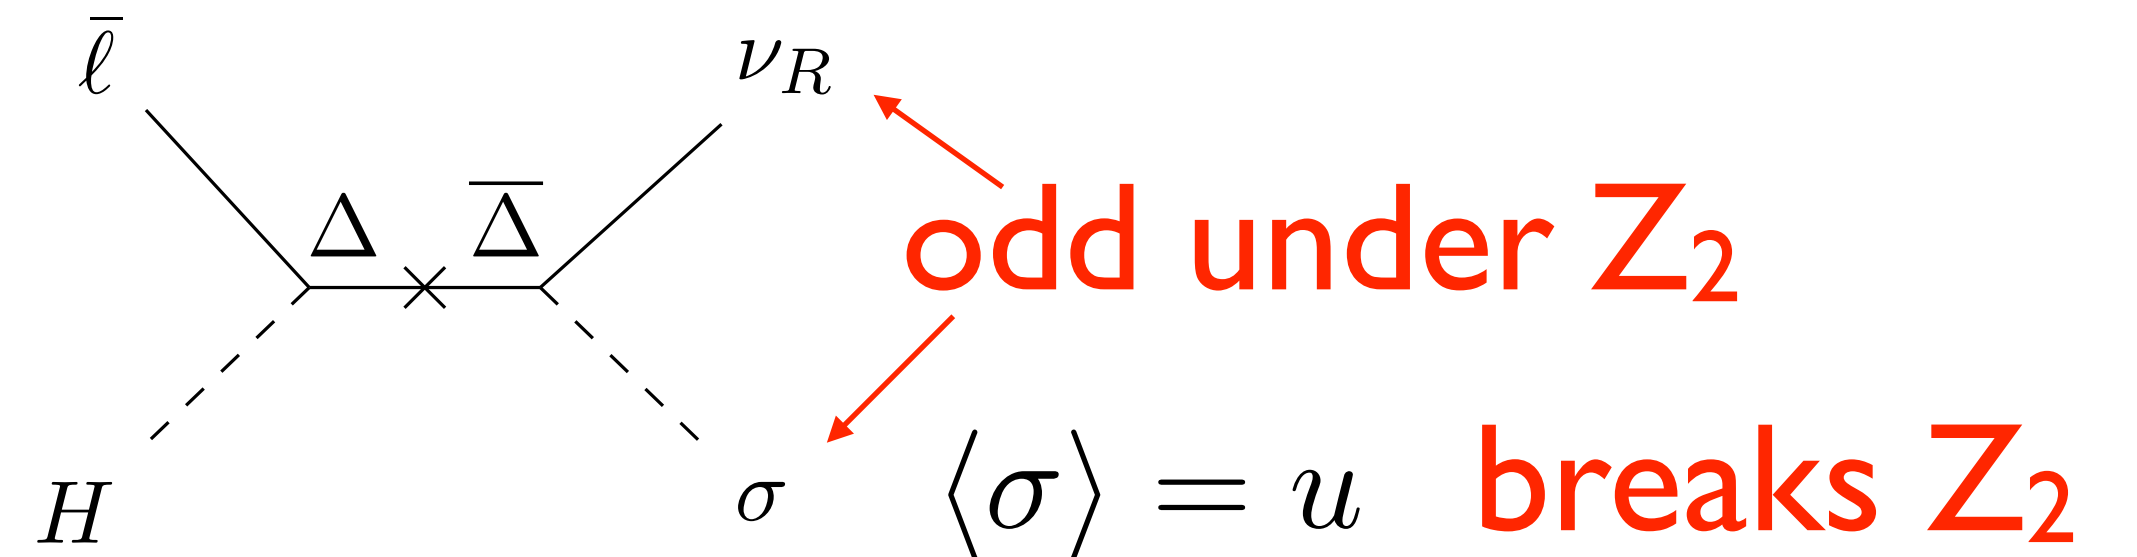 ℓ̅ ν_R
Δ Δ̅
odd under Z₂
H σ ⟨σ⟩ = u breaks Z₂